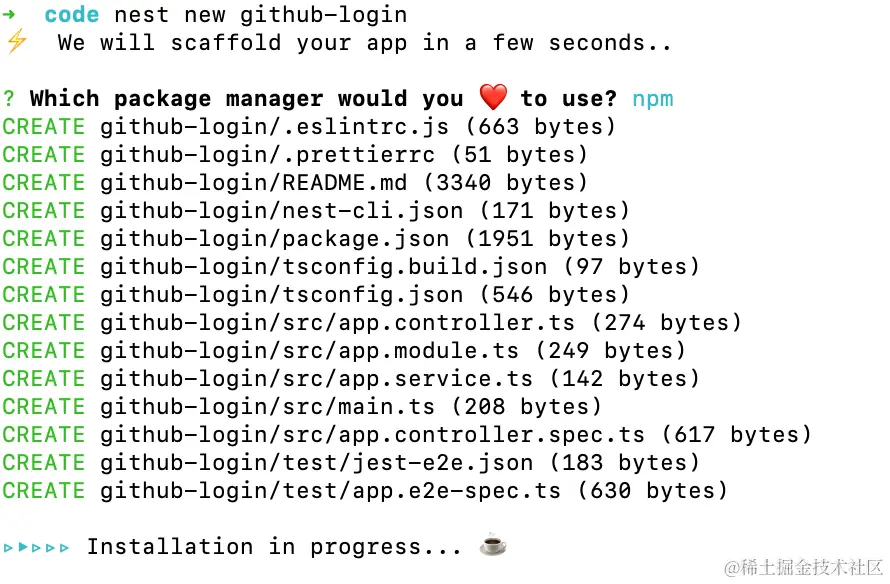 ➜  code nest new github-login
⚡  We will scaffold your app in a few seconds..
? Which package manager would you ❤️ to use? npm
CREATE github-login/.eslintrc.js (663 bytes)
CREATE github-login/.prettierrc (51 bytes)
CREATE github-login/README.md (3340 bytes)
CREATE github-login/nest-cli.json (171 bytes)
CREATE github-login/package.json (1951 bytes)
CREATE github-login/tsconfig.build.json (97 bytes)
CREATE github-login/tsconfig.json (546 bytes)
CREATE github-login/src/app.controller.ts (274 bytes)
CREATE github-login/src/app.module.ts (249 bytes)
CREATE github-login/src/app.service.ts (142 bytes)
CREATE github-login/src/main.ts (208 bytes)
CREATE github-login/src/app.controller.spec.ts (617 bytes)
CREATE github-login/test/jest-e2e.json (183 bytes)
CREATE github-login/test/app.e2e-spec.ts (630 bytes)
▹▸▹▹▹ Installation in progress... ☕
@稀土掘金技术社区